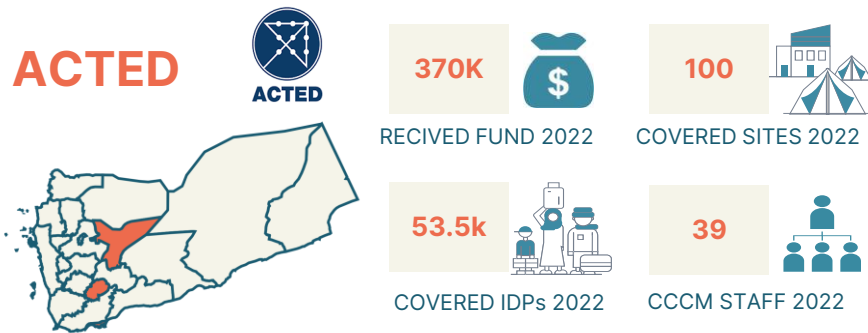 ACTED
ACTED
370K
RECIVED FUND 2022
100
COVERED SITES 2022
53.5k
COVERED IDPs 2022
39
CCCM STAFF 2022
$